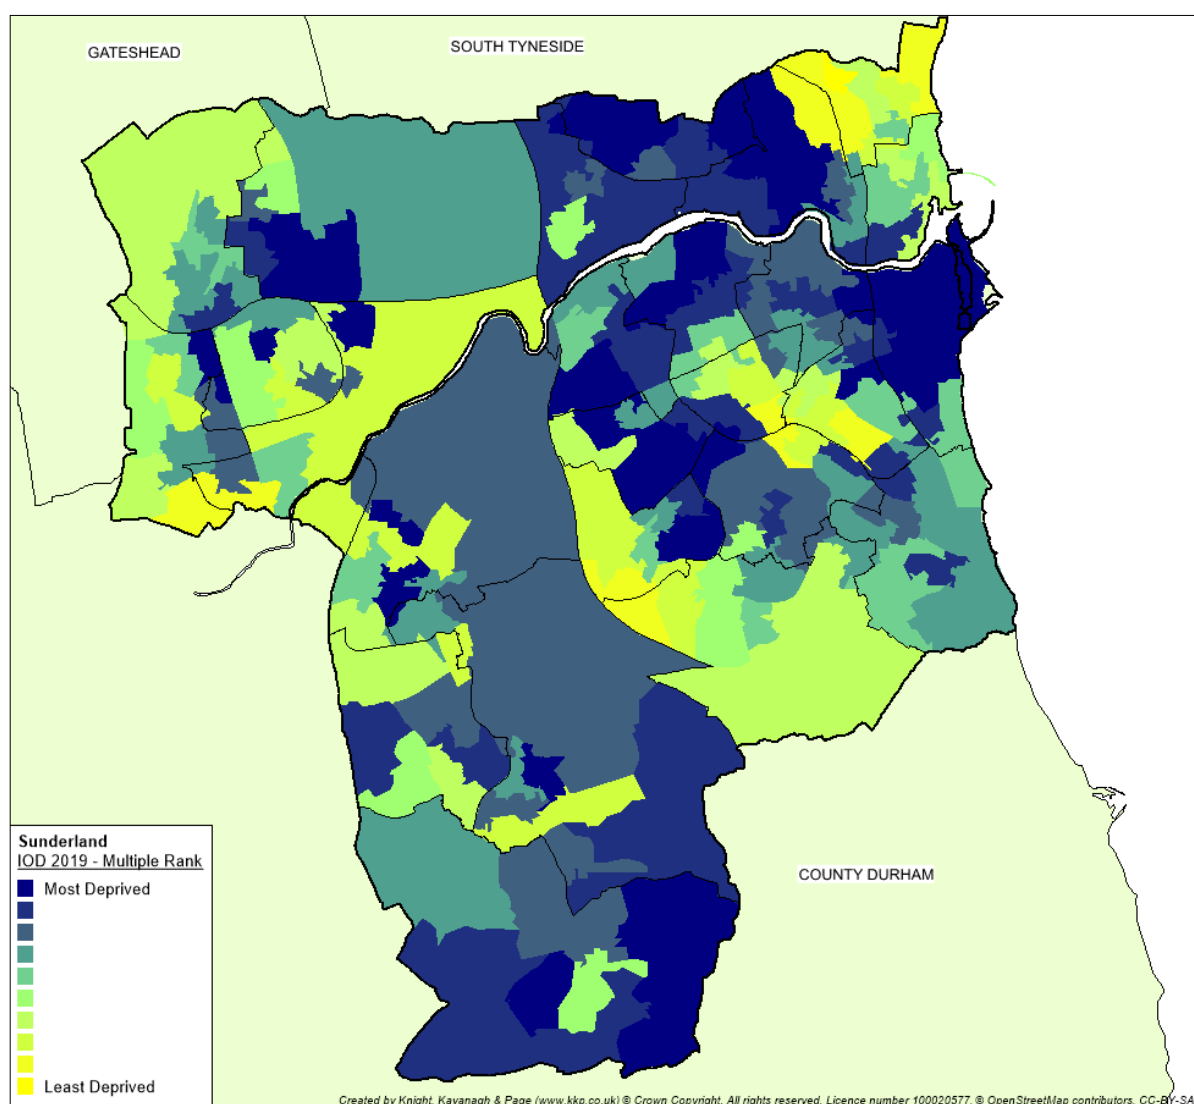 GATESHEAD
SOUTH TYNESIDE
COUNTY DURHAM
Sunderland
IOD 2019 - Multiple Rank
Most Deprived
Least Deprived
Created by Knight, Kavanagh & Page (www.kkp.co.uk) © Crown Copyright. All rights reserved. Licence number 100020577. © OpenStreetMap contributors, CC-BY-SA